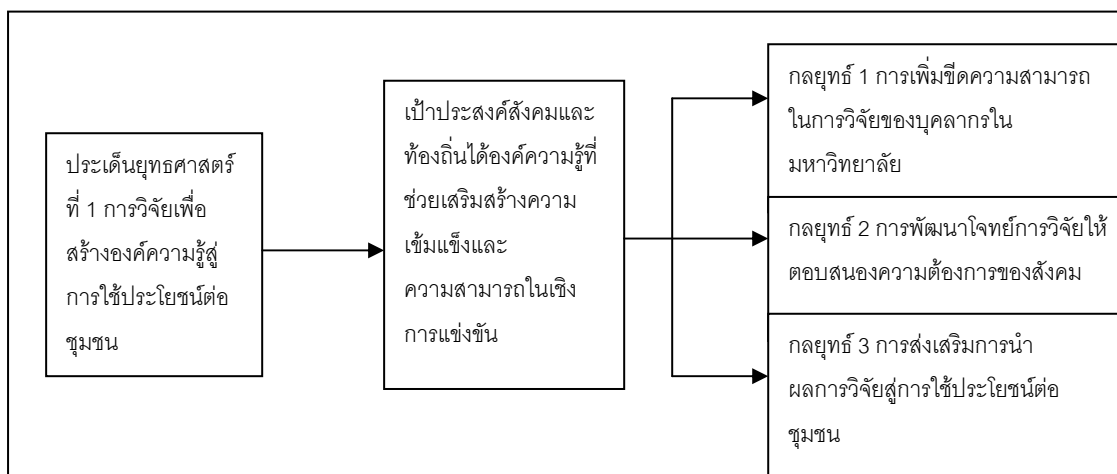 ประเด็นยุทธศาสตร์
ที่ 1 การวิจัยเพื่อ
สร้างองค์ความรู้สู่
การใช้ประโยชน์ต่อ
ชุมชน
เป้าประสงค์สังคมและ
ท้องถิ่นได้องค์ความรู้ที่
ช่วยเสริมสร้างความ
เข้มแข็งและ
ความสามารถในเชิง
การแข่งขัน
กลยุทธ์ 1 การเพิ่มขีดความสามารถ
ในการวิจัยของบุคลากรใน
มหาวิทยาลัย
กลยุทธ์ 2 การพัฒนาโจทย์การวิจัยให้
ตอบสนองความต้องการของสังคม
กลยุทธ์ 3 การส่งเสริมการนำ
ผลการวิจัยสู่การใช้ประโยชน์ต่อ
ชุมชน